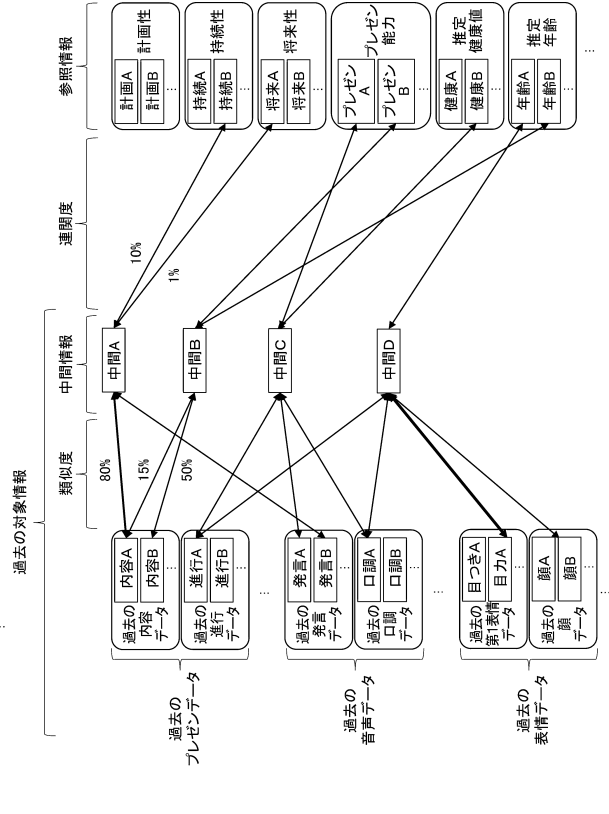 過去の対象情報
類似度
中間情報
連関度
参照情報
過去の
プレゼンデータ
過去の
内容
データ
内容A
内容B
…
過去の
進行
データ
進行A
進行B
…
…
過去の
音声データ
過去の
発言
データ
発言A
発言B
…
過去の
口調
データ
口調A
口調B
…
…
過去の
表情データ
過去の
第1表情
データ
目つきA
目力A
…
過去の
顔
データ
顔A
顔B
…
…
80%
15%
50%
中間A
中間B
中間C
中間D
10%
1%
計画A
計画B
…
計画性
持続A
持続B
…
持続性
将来A
将来B
…
将来性
プレゼン
A
プレゼン
B
…
プレゼン
能力
健康A
健康B
…
推定
健康値
年齢A
年齢B
…
推定
年齢
…